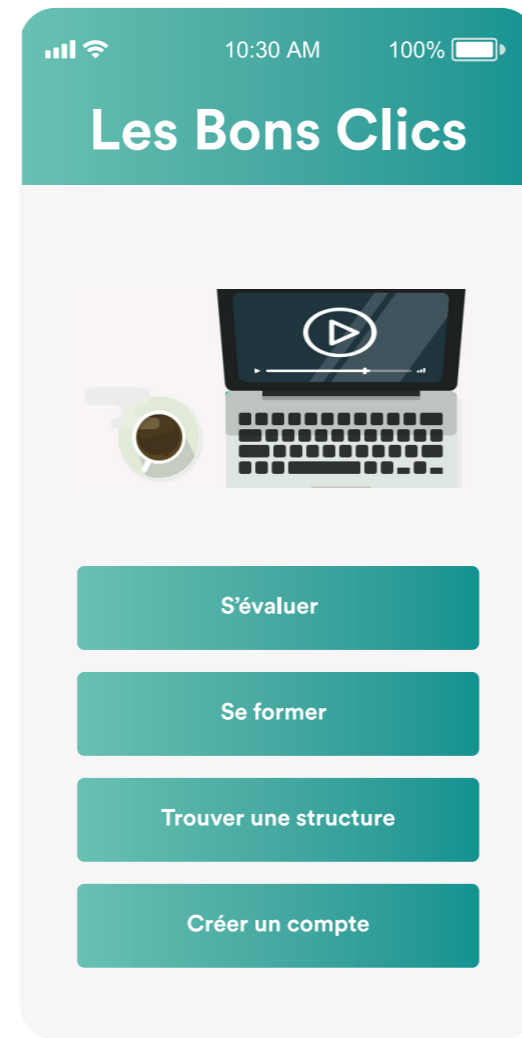 10:30 AM 100%
Les Bons Clics
S’évaluer
Se former
Trouver une structure
Créer un compte